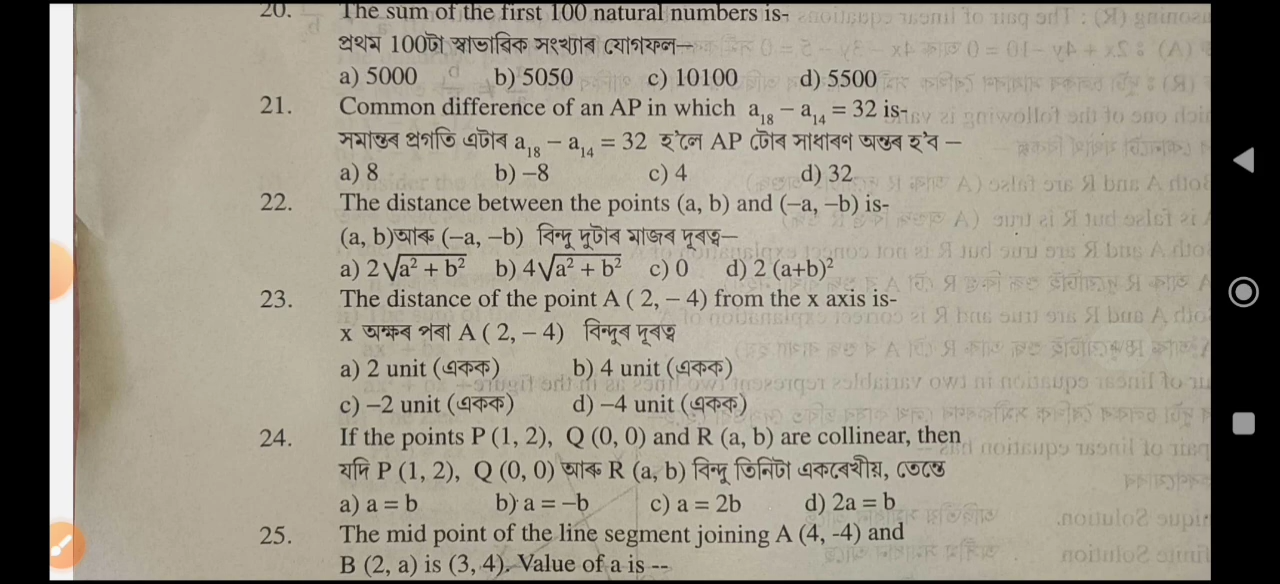 20. The sum of the first 100 natural numbers is-
প্ৰথম 100টা স্বাভাৱিক সংখ্যাৰ যোগফল—
a) 5000 b) 5050 c) 10100 d) 5500
21. Common difference of an AP in which a₁₈ − a₁₄ = 32 is-
সমান্তৰ প্ৰগতি এটাৰ a₁₈ − a₁₄ = 32 হ'লে AP টোৰ সাধাৰণ অন্তৰ হ'ব –
a) 8 b) −8 c) 4 d) 32
22. The distance between the points (a, b) and (−a, −b) is-
(a, b)আৰু (−a, −b) বিন্দু দুটাৰ মাজৰ দূৰত্ব—
a) 2√a² + b² b) 4√a² + b² c) 0 d) 2 (a+b)²
23. The distance of the point A ( 2, − 4) from the x axis is-
x অক্ষৰ পৰা A ( 2, − 4) বিন্দুৰ দূৰত্ব
a) 2 unit (একক) b) 4 unit (একক)
c) −2 unit (একক) d) −4 unit (একক)
24. If the points P (1, 2), Q (0, 0) and R (a, b) are collinear, then
যদি P (1, 2), Q (0, 0) আৰু R (a, b) বিন্দু তিনিটা একৰেখীয়, তেন্তে
a) a = b b) a = −b c) a = 2b d) 2a = b
25. The mid point of the line segment joining A (4, -4) and
B (2, a) is (3, 4). Value of a is --